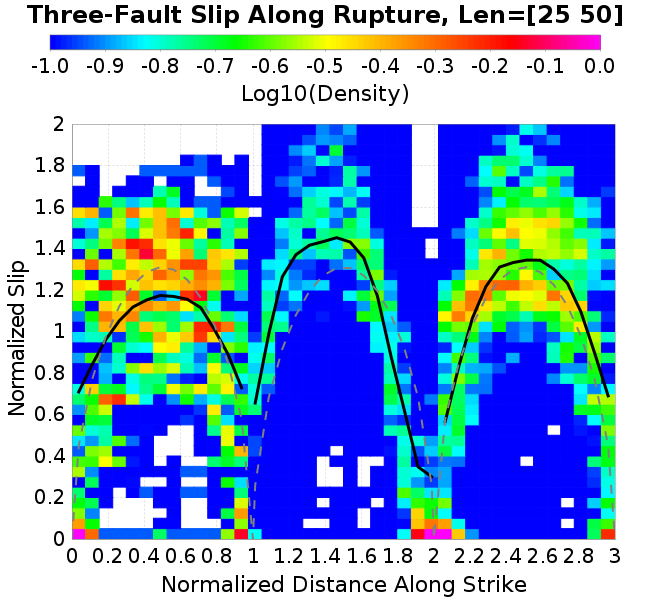 Three-Fault Slip Along Rupture, Len=[25 50]
-1.0 -0.9 -0.8 -0.7 -0.6 -0.5 -0.4 -0.3 -0.2 -0.1 0.0
Log10(Density)
2
1.8
1.6
1.4
1.2
1
0.8
0.6
0.4
0.2
0
Normalized Slip
0 0.2 0.4 0.6 0.8 1 1.2 1.4 1.6 1.8 2 2.2 2.4 2.6 2.8 3
Normalized Distance Along Strike